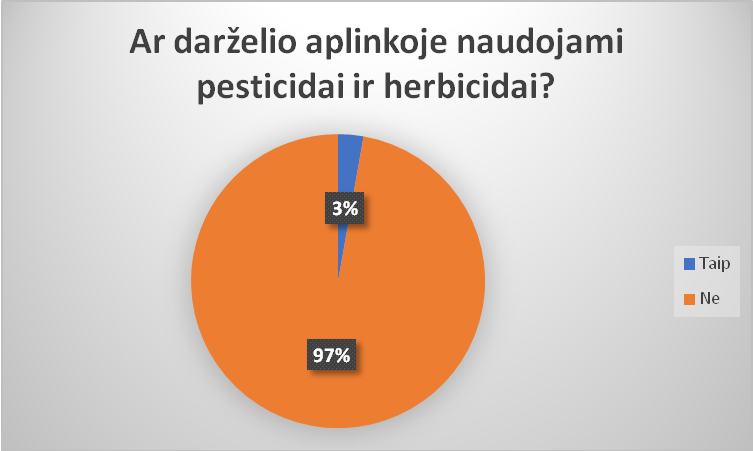 Ar darželio aplinkoje naudojami
pesticidai ir herbicidai?
3%
97%
Taip
Ne